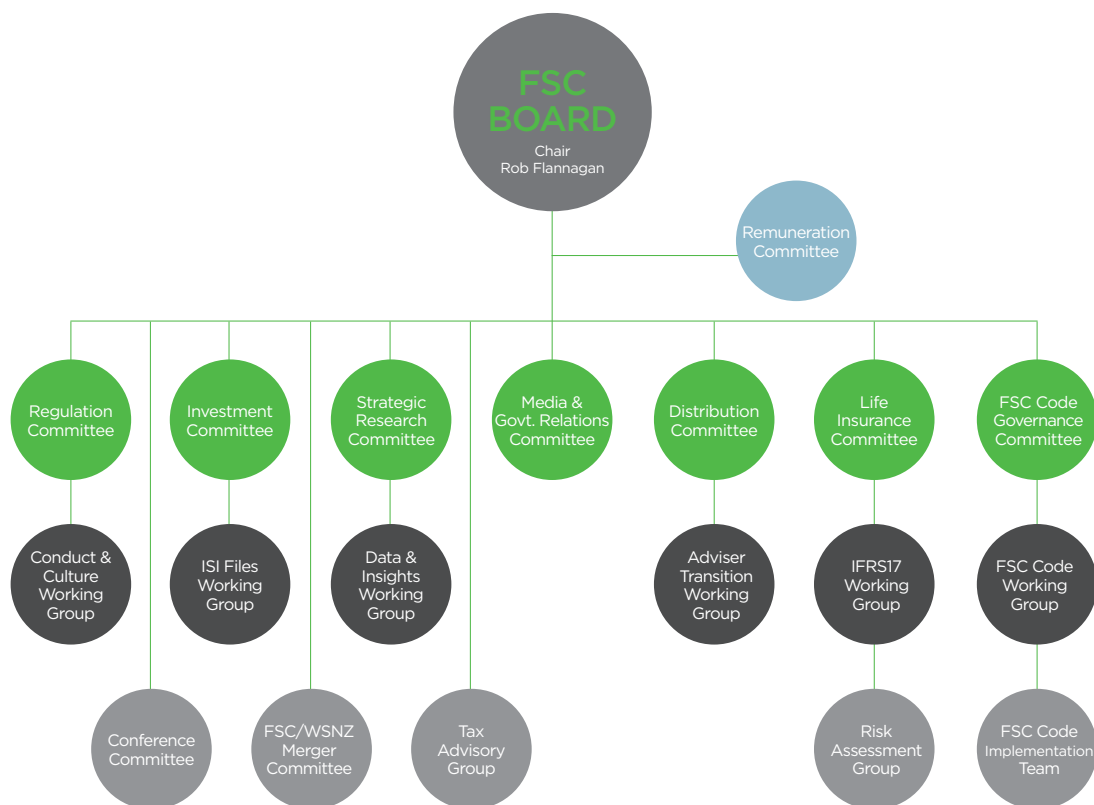 FSC
BOARD
Chair
Rob Flannagan
Remuneration
Committee
Regulation
Committee
Investment
Committee
Strategic
Research
Committee
Media &
Govt. Relations
Committee
Distribution
Committee
Life
Insurance
Committee
FSC Code
Governance
Committee
Conduct &
Culture
Working
Group
ISI Files
Working
Group
Data &
Insights
Working
Group
Adviser
Transition
Working
Group
IFRS17
Working
Group
FSC Code
Working
Group
Conference
Committee
FSC/WSNZ
Merger
Committee
Tax
Advisory
Group
Risk
Assessment
Group
FSC Code
Implementation
Team